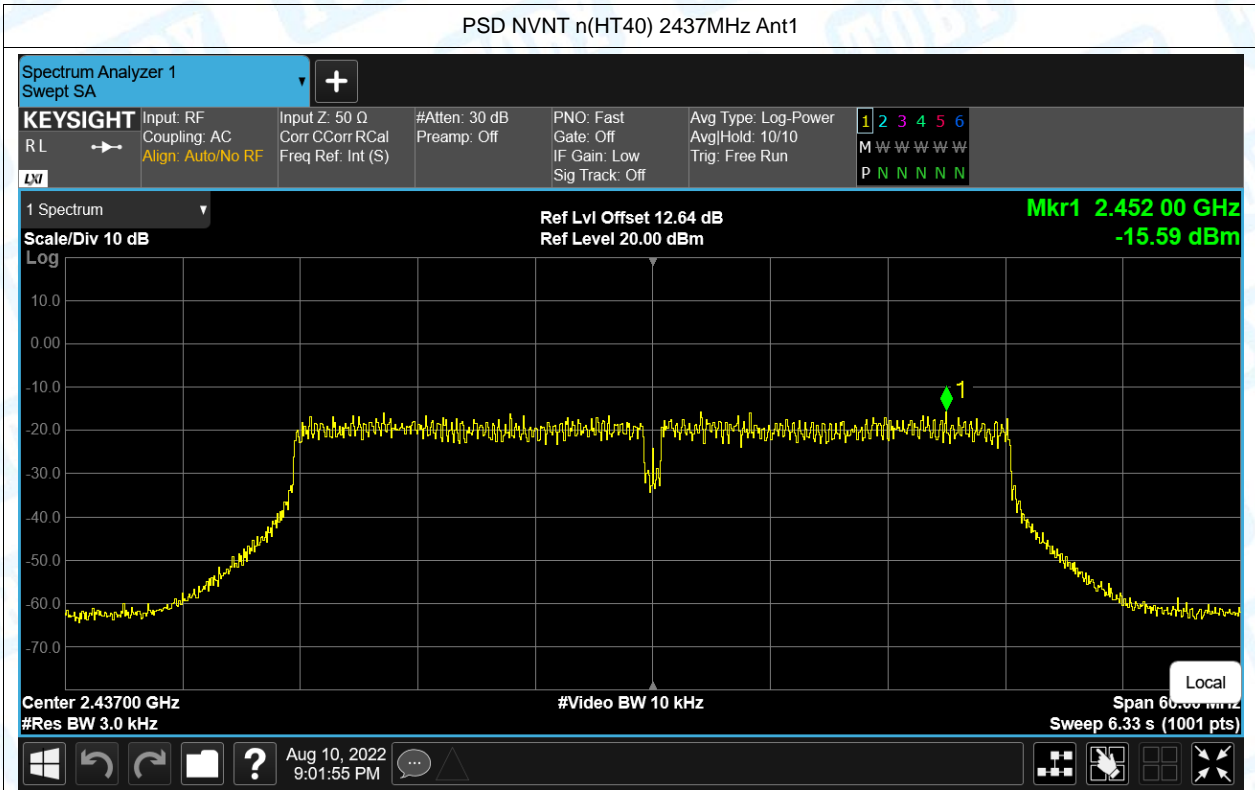 PSD NVNT n(HT40) 2437MHz Ant1
Spectrum Analyzer 1
Swept SA
KEYSIGHT
R L
LXI
Input: RF
Coupling: AC
Align: Auto/No RF
Input Z: 50 Ω
Corr CCorr RCal
Freq Ref: Int (S)
#Atten: 30 dB
Preamp: Off
PNO: Fast
Gate: Off
IF Gain: Low
Sig Track: Off
Avg Type: Log-Power
Avg|Hold: 10/10
Trig: Free Run
1 2 3 4 5 6
M W W W W W
P N N N N N
1 Spectrum
Scale/Div 10 dB
Ref Lvl Offset 12.64 dB
Ref Level 20.00 dBm
Mkr1 2.452 00 GHz
-15.59 dBm
Log
10.0
0.00
-10.0
-20.0
-30.0
-40.0
-50.0
-60.0
-70.0
1
Center 2.43700 GHz
#Res BW 3.0 kHz
#Video BW 10 kHz
Local
Span 60.00 MHz
Sweep 6.33 s (1001 pts)
?
Aug 10, 2022
9:01:55 PM